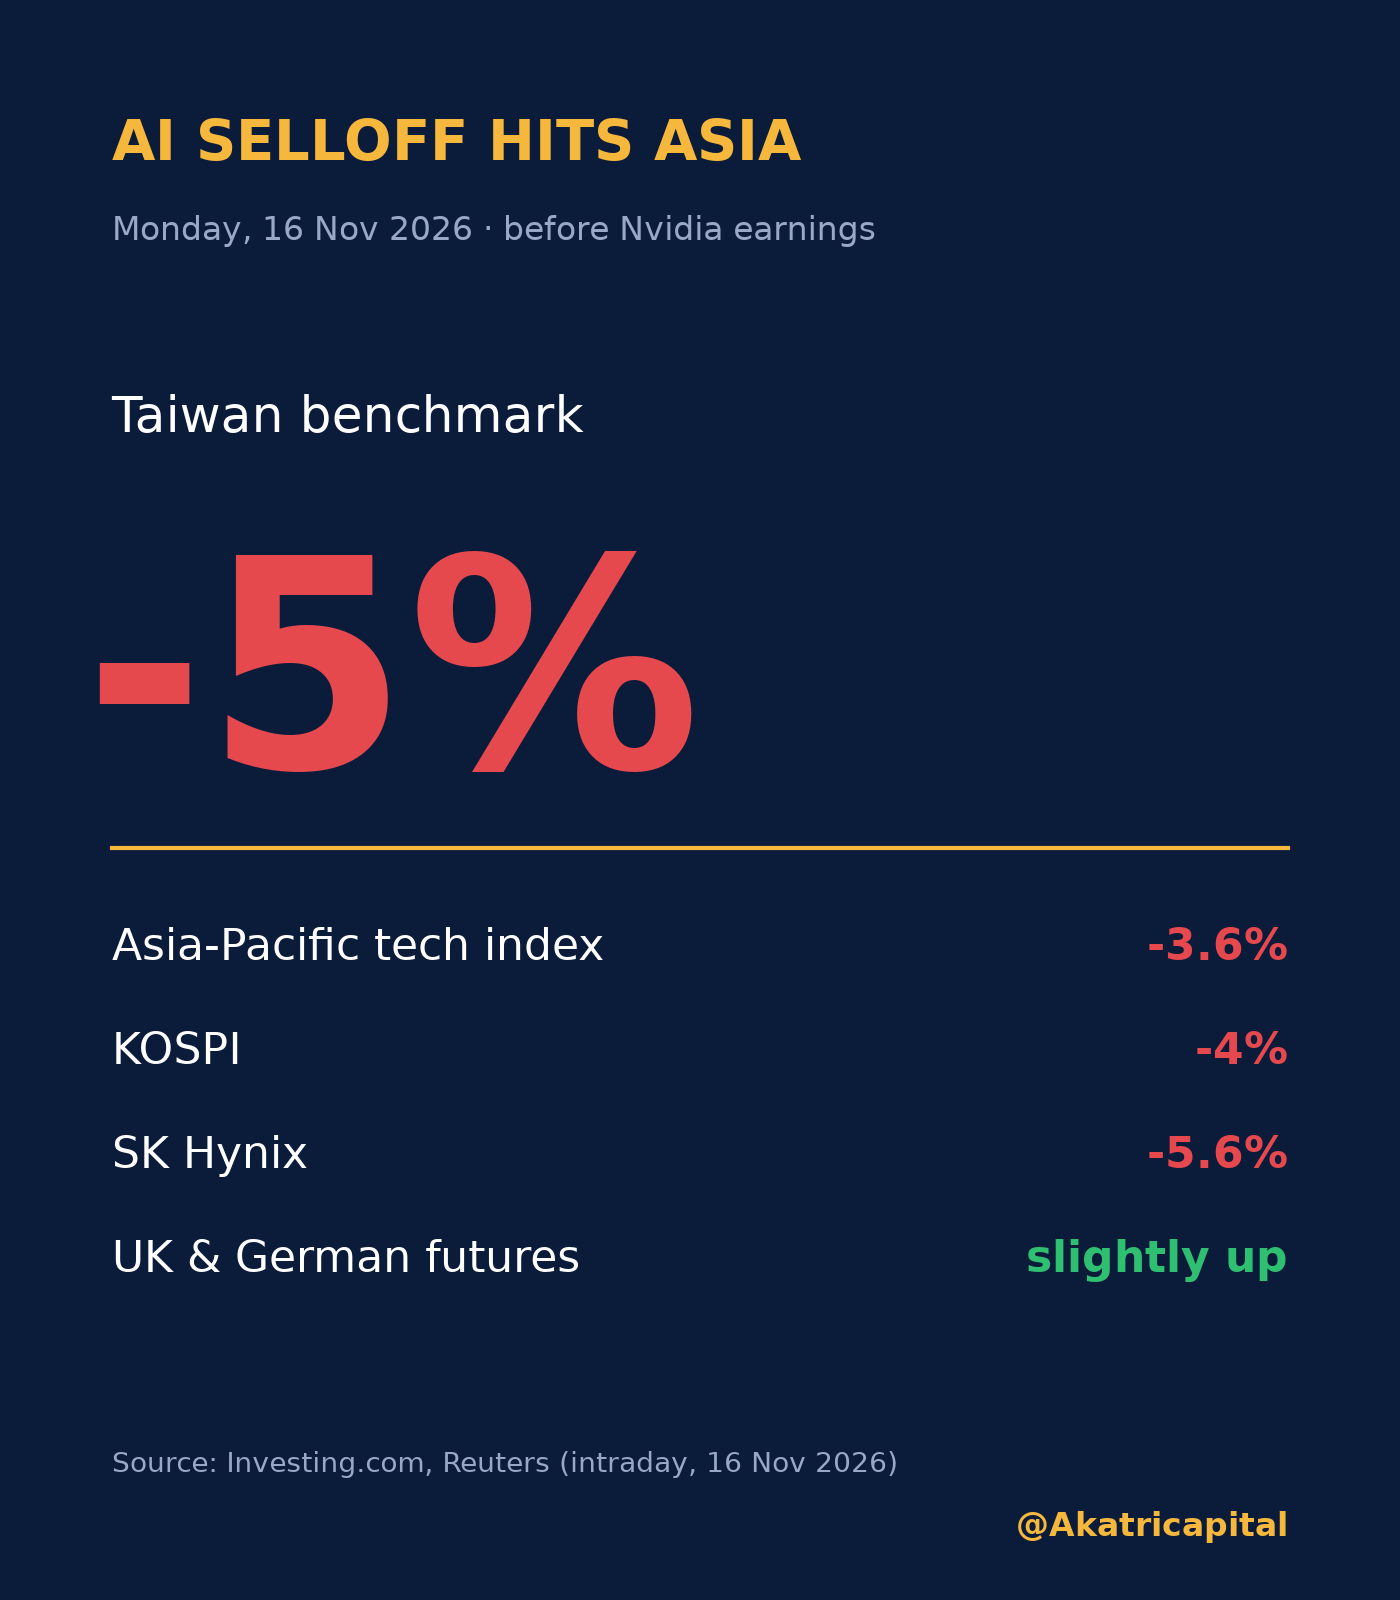 AI SELLOFF HITS ASIA
Monday, 16 Nov 2026 · before Nvidia earnings
Taiwan benchmark
-5%
Asia-Pacific tech index -3.6%
KOSPI -4%
SK Hynix -5.6%
UK & German futures slightly up
Source: Investing.com, Reuters (intraday, 16 Nov 2026)
@Akatricapital